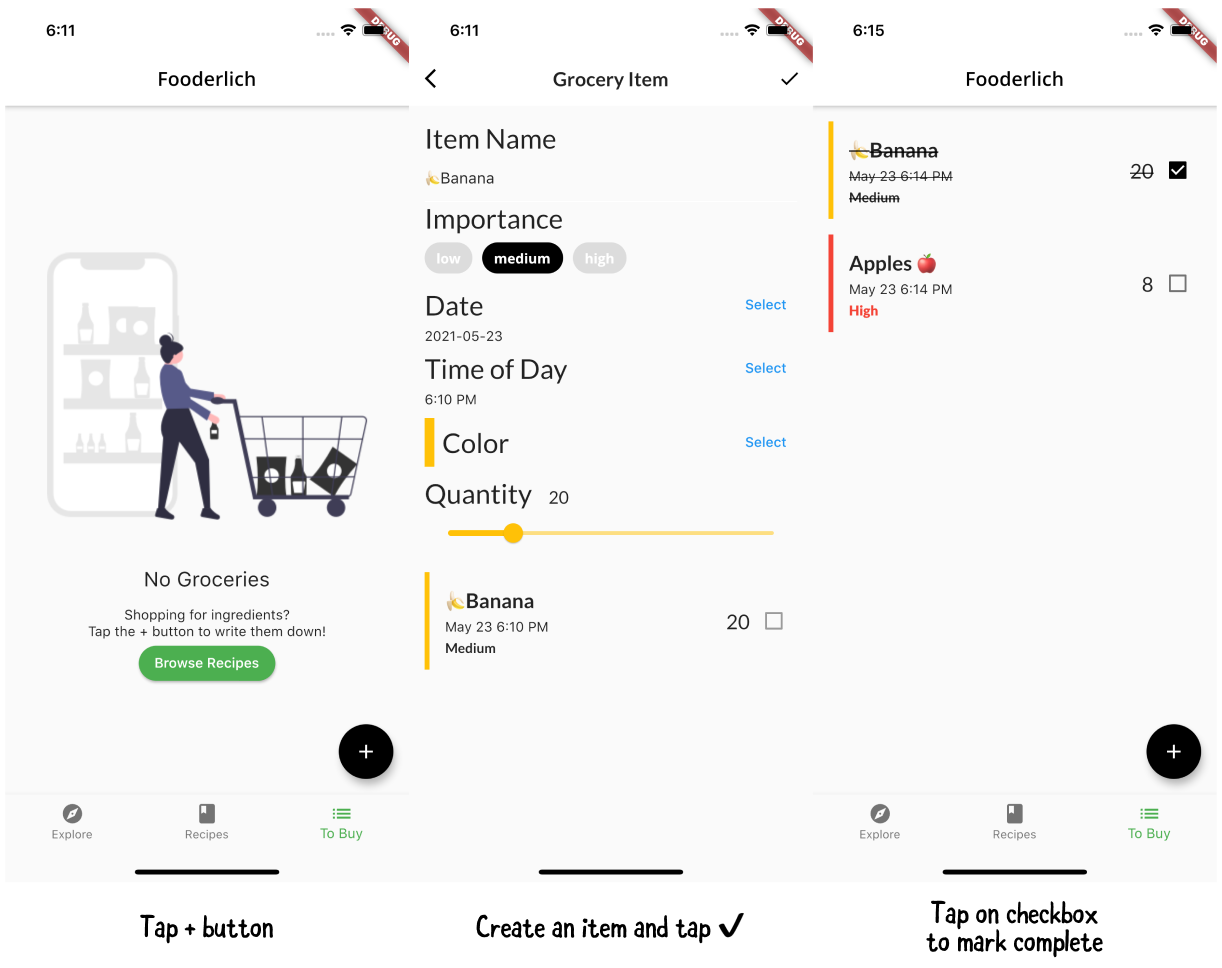 6:11
DEBUG
Fooderlich
No Groceries
Shopping for ingredients?
Tap the + button to write them down!
Browse Recipes
+
Explore
Recipes
To Buy
Tap + button
6:11
DEBUG
Grocery Item
Item Name
🍌Banana
Importance
low
medium
high
Date
Select
2021-05-23
Time of Day
Select
6:10 PM
Color
Select
Quantity 20
🍌Banana
May 23 6:10 PM
Medium
20
Create an item and tap ✓
6:15
DEBUG
Fooderlich
🍌Banana
May 23 6:14 PM
Medium
20
Apples 🍎
May 23 6:14 PM
High
8
+
Explore
Recipes
To Buy
Tap on checkbox
to mark complete